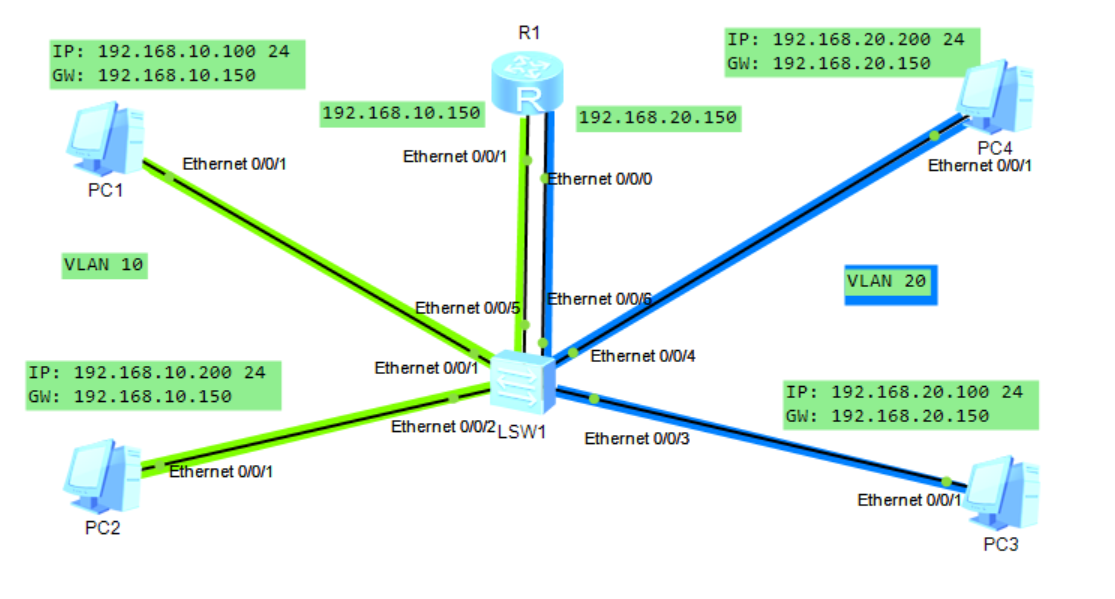 R1
IP: 192.168.10.100 24
GW: 192.168.10.150
IP: 192.168.20.200 24
GW: 192.168.20.150
192.168.10.150
192.168.20.150
Ethernet 0/0/1
PC1
Ethernet 0/0/1
Ethernet 0/0/0
PC4
Ethernet 0/0/1
VLAN 10
VLAN 20
Ethernet 0/0/5
Ethernet 0/0/6
Ethernet 0/0/1
Ethernet 0/0/4
IP: 192.168.10.200 24
GW: 192.168.10.150
IP: 192.168.20.100 24
GW: 192.168.20.150
Ethernet 0/0/2
LSW1
Ethernet 0/0/3
Ethernet 0/0/1
PC2
Ethernet 0/0/1
PC3
R